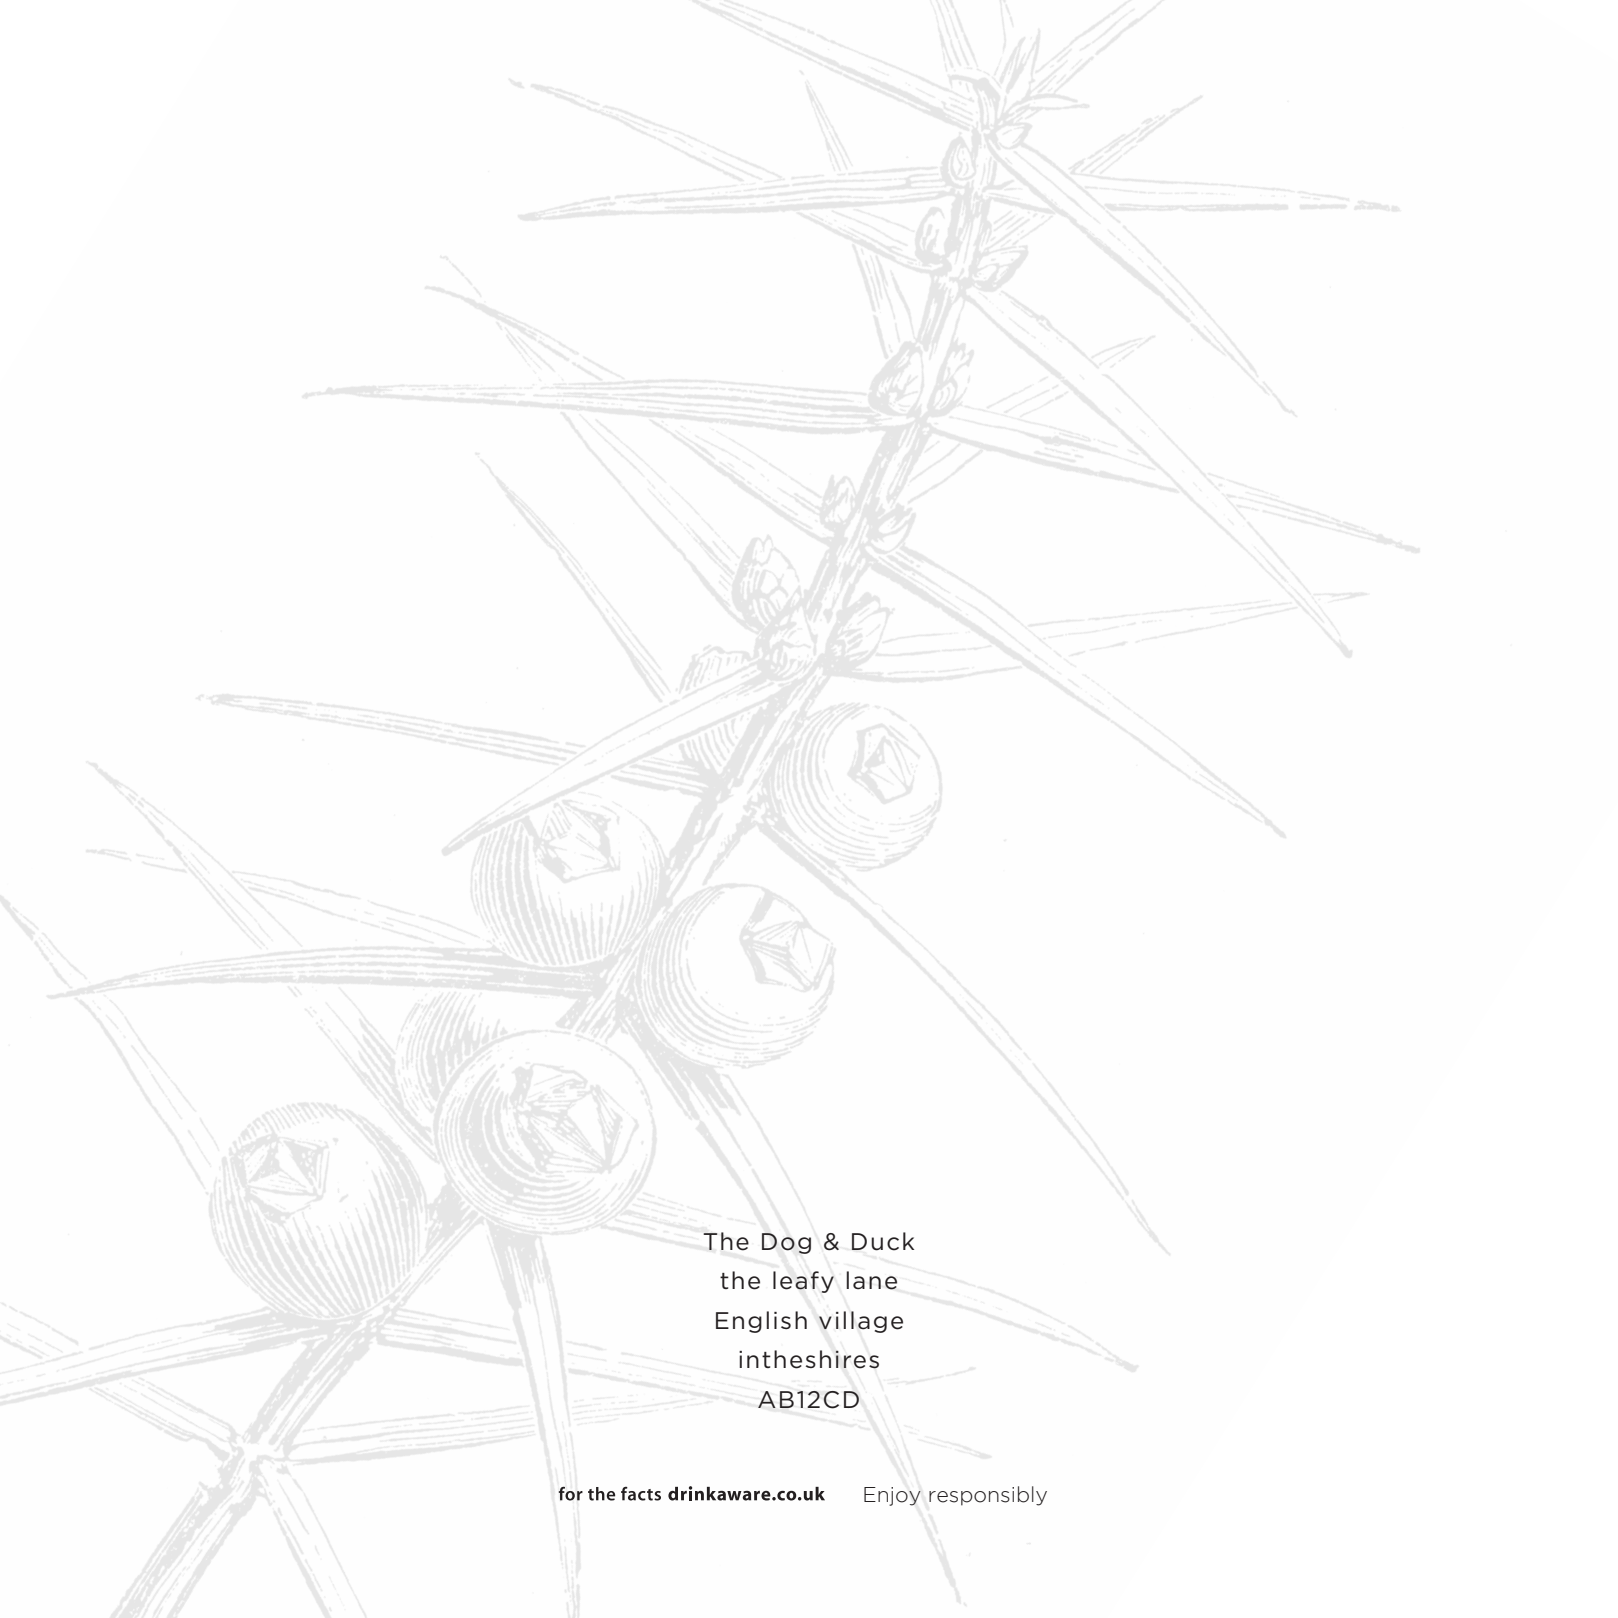 The Dog & Duck
the leafy lane
English village
intheshires
AB12CD
for the facts drinkaware.co.uk Enjoy responsibly